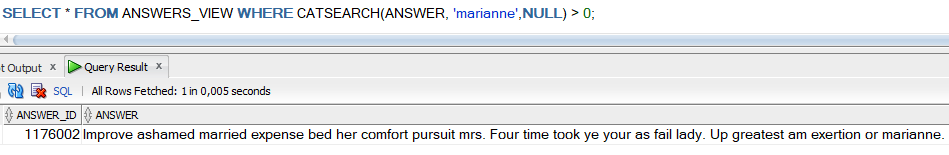 SELECT * FROM ANSWERS_VIEW WHERE CATSEARCH(ANSWER, 'marianne',NULL) > 0;
t Output x Query Result x
SQL | All Rows Fetched: 1 in 0,005 seconds
ANSWER_ID ANSWER
1176002 Improve ashamed married expense bed her comfort pursuit mrs. Four time took ye your as fail lady. Up greatest am exertion or marianne.